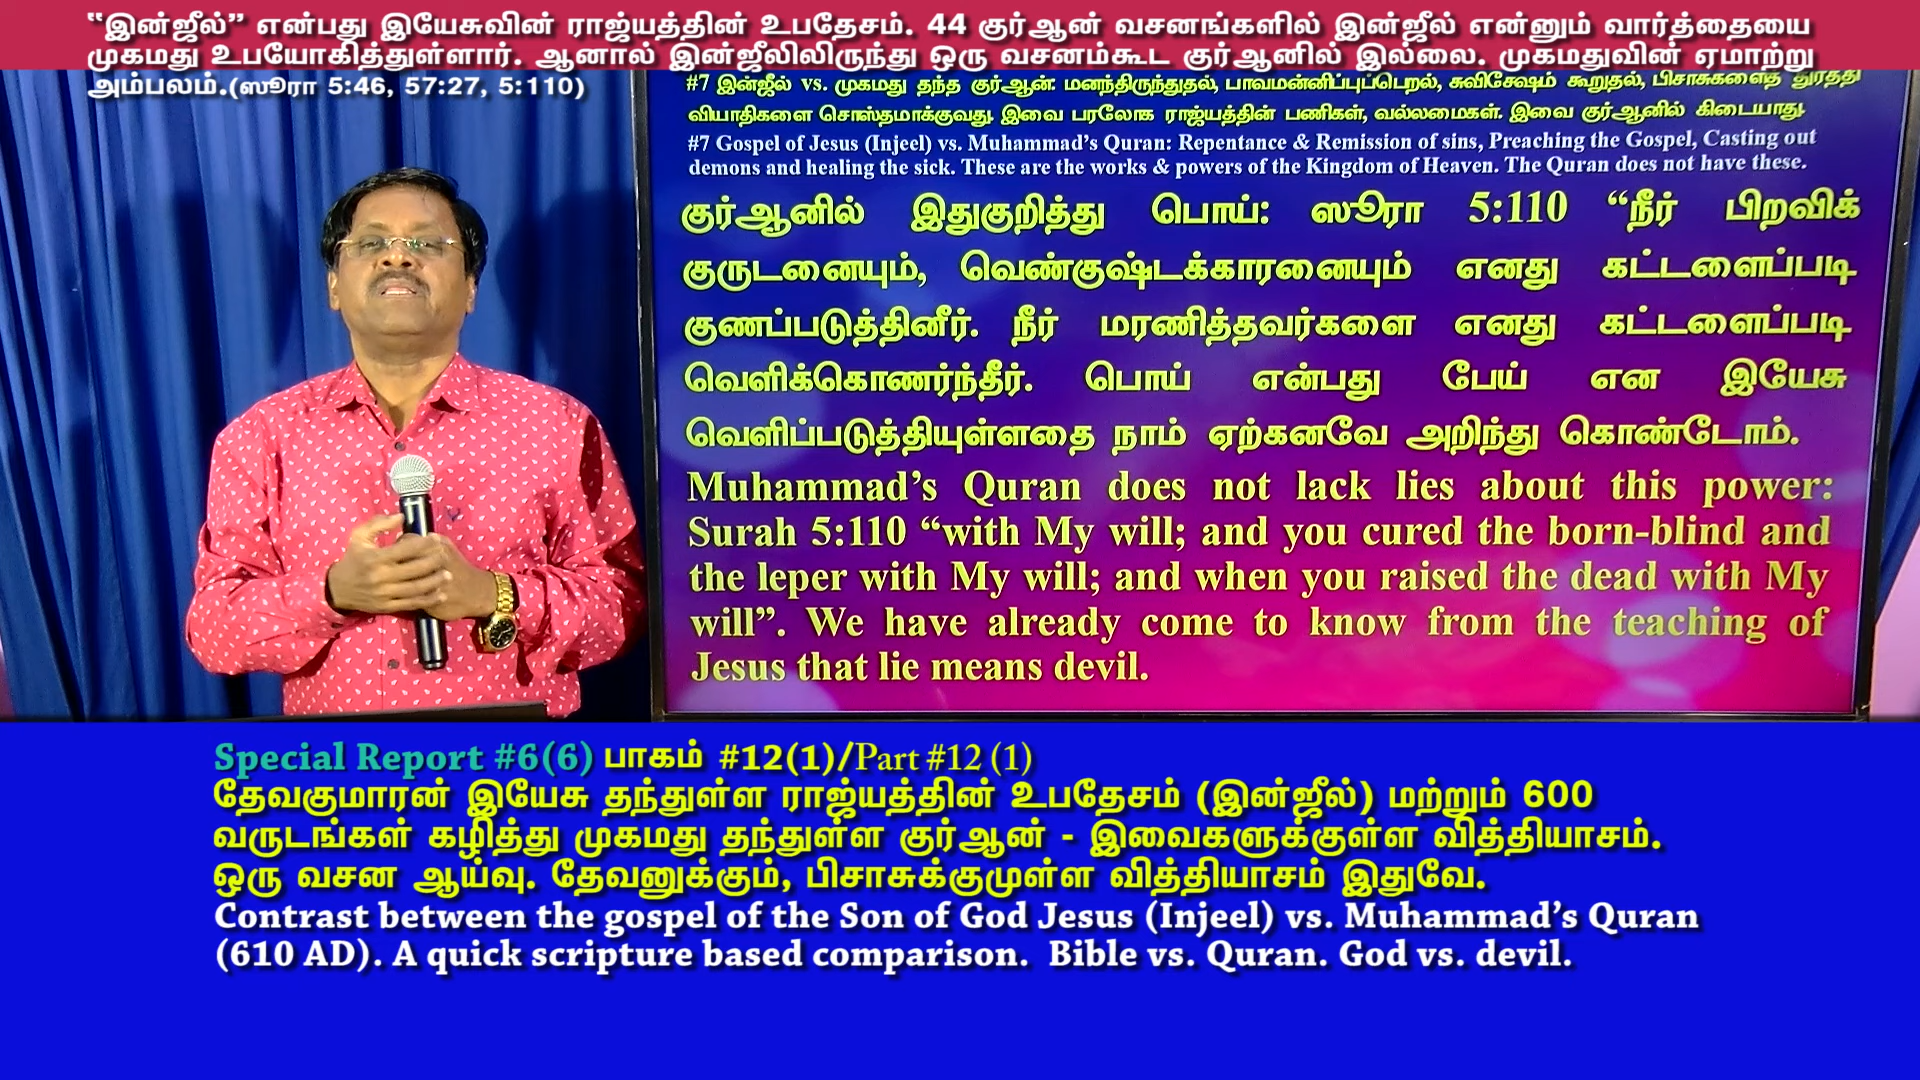 “இன்ஜீல்” என்பது இயேசுவின் ராஜ்யத்தின் உபதேசம். 44 குர்ஆன் வசனங்களில் இன்ஜீல் என்னும் வார்த்தையை
முகமது உபயோகித்துள்ளார். ஆனால் இன்ஜீலிலிருந்து ஒரு வசனம்கூட குர்ஆனில் இல்லை. முகமதுவின் ஏமாற்று
அம்பலம்.(ஸூரா 5:46, 57:27, 5:110)
#7 இன்ஜீல் vs. முகமது தந்த குர்ஆன்: மனந்திருந்துதல், பாவமன்னிப்புப்பெறல், சுவிசேஷம் கூறுதல், பிசாசுகளைத் துரத்தி
வியாதிகளை சொஸ்தமாக்குவது. இவை பரலோக ராஜ்யத்தின் பணிகள், வல்லமைகள். இவை குர்ஆனில் கிடையாது.
#7 Gospel of Jesus (Injeel) vs. Muhammad’s Quran: Repentance & Remission of sins, Preaching the Gospel, Casting out
demons and healing the sick. These are the works & powers of the Kingdom of Heaven. The Quran does not have these.
குர்ஆனில் இதுகுறித்து பொய்: ஸூரா 5:110 “நீர் பிறவிக்
குருடனையும், வெண்குஷ்டக்காரனையும் எனது கட்டளைப்படி
குணப்படுத்தினீர். நீர் மரணித்தவர்களை எனது கட்டளைப்படி
வெளிக்கொணர்ந்தீர். பொய் என்பது பேய் என இயேசு
வெளிப்படுத்தியுள்ளதை நாம் ஏற்கனவே அறிந்து கொண்டோம்.
Muhammad’s Quran does not lack lies about this power:
Surah 5:110 “with My will; and you cured the born-blind and
the leper with My will; and when you raised the dead with My
will”. We have already come to know from the teaching of
Jesus that lie means devil.
Special Report #6(6) பாகம் #12(1)/Part #12 (1)
தேவகுமாரன் இயேசு தந்துள்ள ராஜ்யத்தின் உபதேசம் (இன்ஜீல்) மற்றும் 600
வருடங்கள் கழித்து முகமது தந்துள்ள குர்ஆன் - இவைகளுக்குள்ள வித்தியாசம்.
ஒரு வசன ஆய்வு. தேவனுக்கும், பிசாசுக்குமுள்ள வித்தியாசம் இதுவே.
Contrast between the gospel of the Son of God Jesus (Injeel) vs. Muhammad’s Quran
(610 AD). A quick scripture based comparison. Bible vs. Quran. God vs. devil.